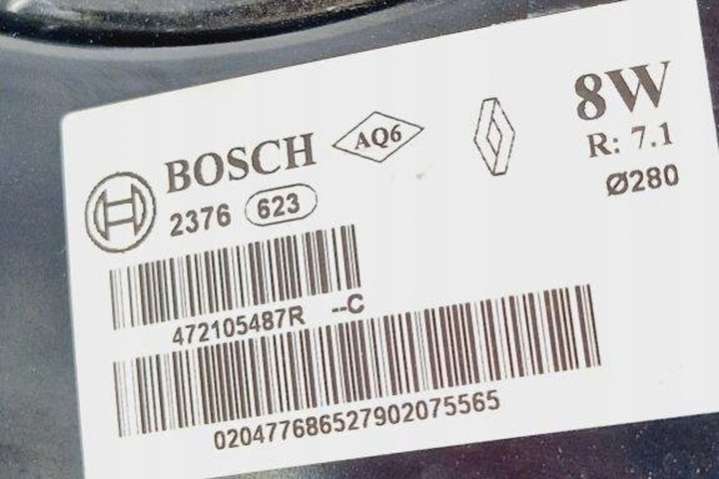 BOSCH
2376 623
AQ6
8W
R: 7.1
Ø280
472105487R --C
020477686527902075565